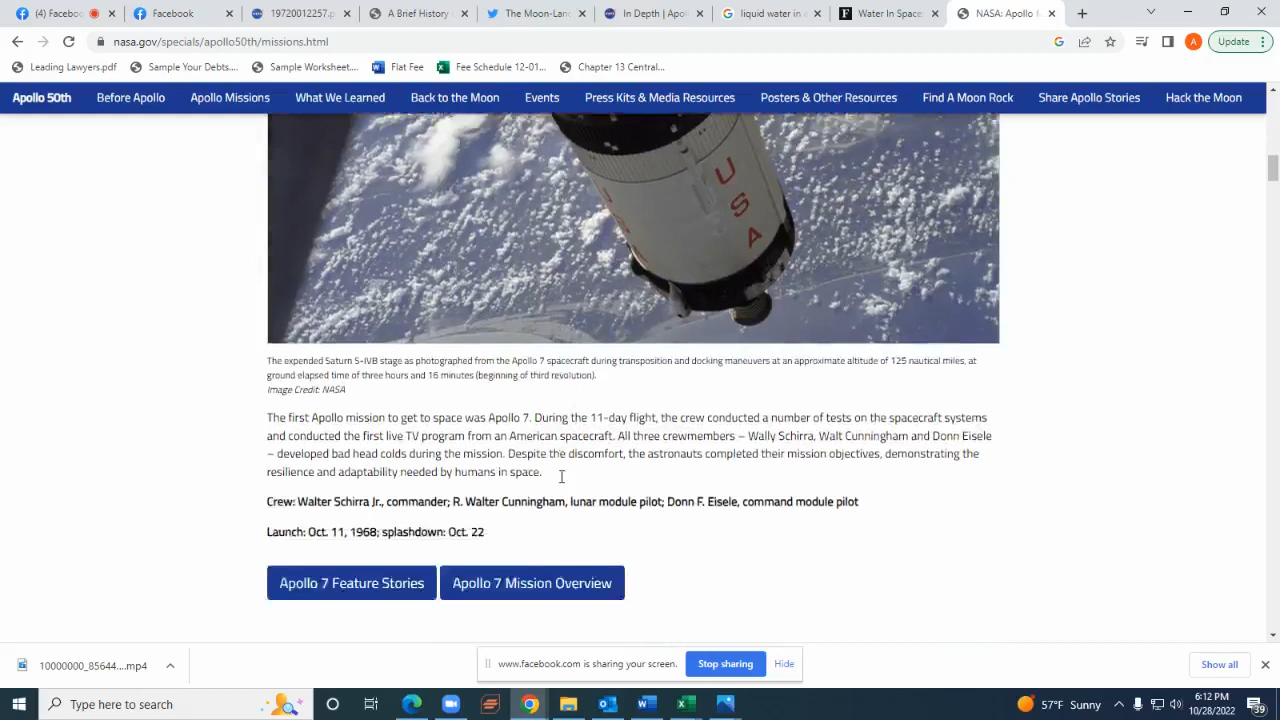 (4) Faceboo
Facebook
19720012257.p
A Brief History
The Moon-Lan
In Depth | Apo
liquid water in
Water In Space
NASA: Apollo
nasa.gov/specials/apollo50th/missions.html
A
Update
Leading Lawyers.pdf
Sample Your Debts....
Sample Worksheet....
Flat Fee
Fee Schedule 12-01...
Chapter 13 Central...
Apollo 50th
Before Apollo
Apollo Missions
What We Learned
Back to the Moon
Events
Press Kits & Media Resources
Posters & Other Resources
Find A Moon Rock
Share Apollo Stories
Hack the Moon
USA
The expended Saturn S-IVB stage as photographed from the Apollo 7 spacecraft during transposition and docking maneuvers at an approximate altitude of 125 nautical miles, at
ground elapsed time of three hours and 16 minutes (beginning of third revolution).
Image Credit: NASA
The first Apollo mission to get to space was Apollo 7. During the 11-day flight, the crew conducted a number of tests on the spacecraft systems
and conducted the first live TV program from an American spacecraft. All three crewmembers – Wally Schirra, Walt Cunningham and Donn Eisele
– developed bad head colds during the mission. Despite the discomfort, the astronauts completed their mission objectives, demonstrating the
resilience and adaptability needed by humans in space.
Crew: Walter Schirra Jr., commander; R. Walter Cunningham, lunar module pilot; Donn F. Eisele, command module pilot
Launch: Oct. 11, 1968; splashdown: Oct. 22
Apollo 7 Feature Stories
Apollo 7 Mission Overview
10000000_85644....mp4
www.facebook.com is sharing your screen.
Stop sharing
Hide
Show all
Type here to search
57°F Sunny
6:12 PM
10/28/2022
39